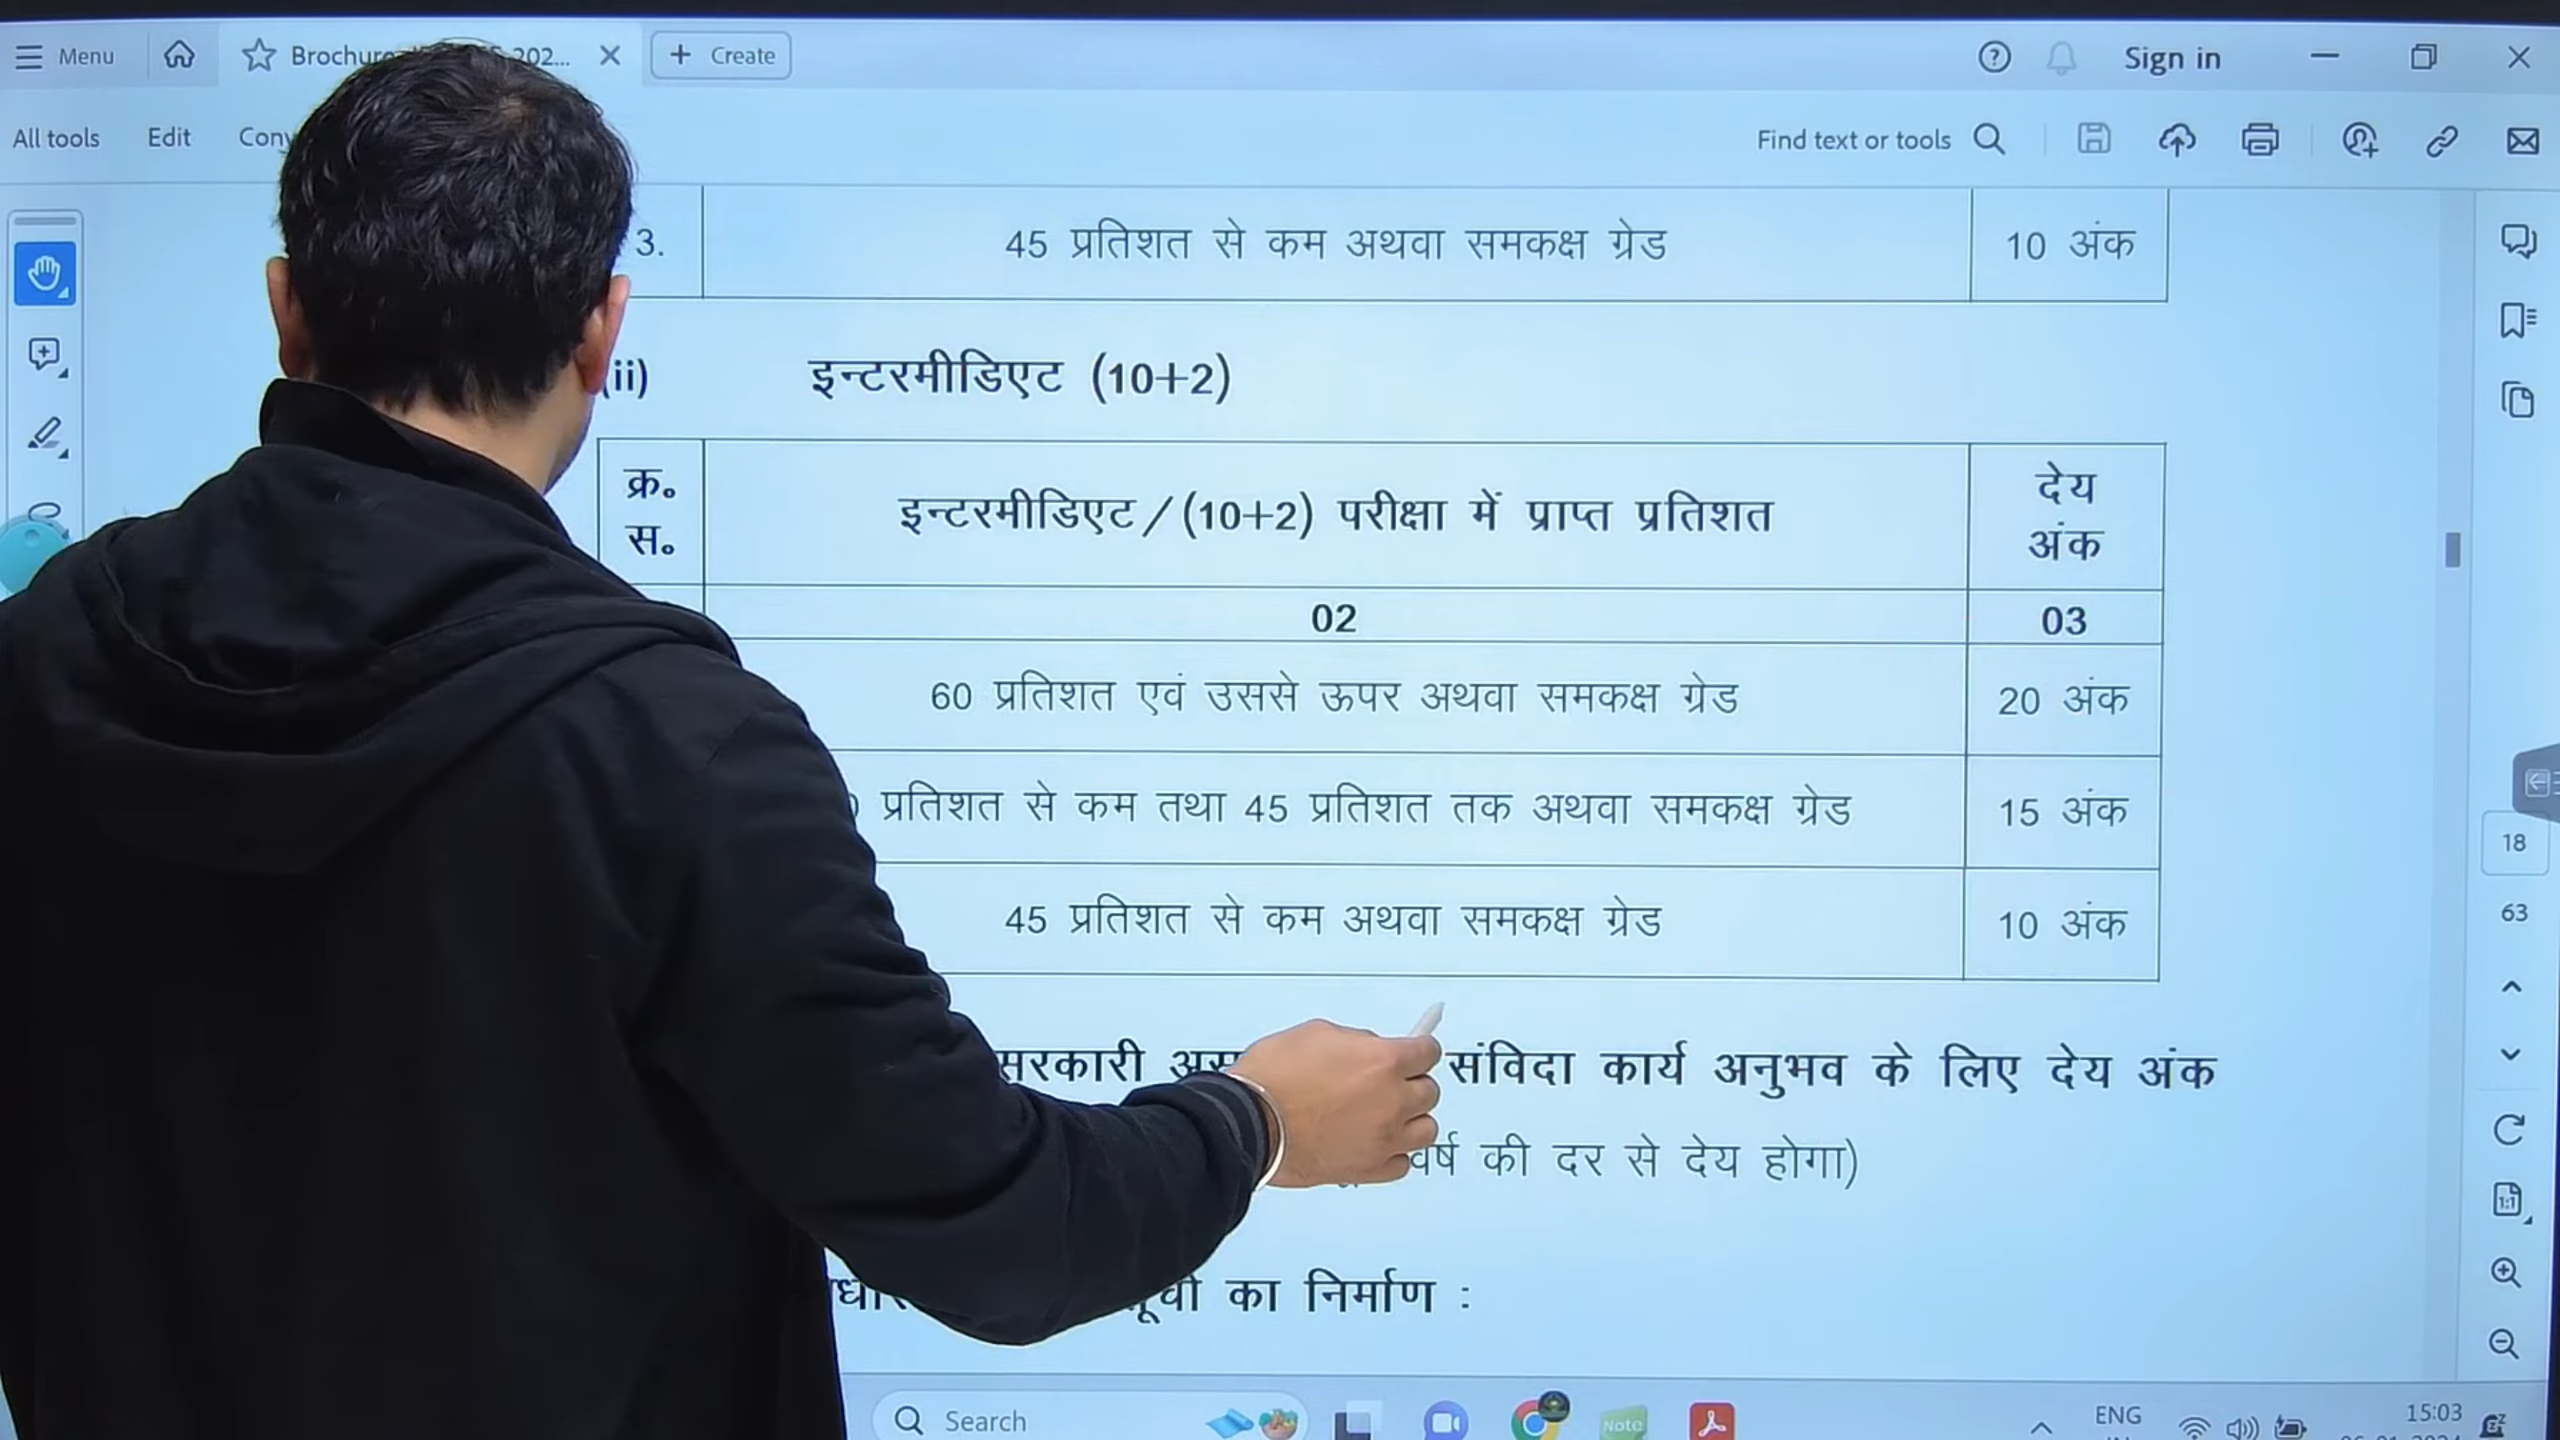 Menu
202...
Create
Sign in
All tools
Edit
Find text or tools
3.
45 प्रतिशत से कम अथवा समकक्ष ग्रेड
10 अंक
(ii) इन्टरमीडिएट (10+2)
क्र॰ स॰
इन्टरमीडिएट/(10+2) परीक्षा में प्राप्त प्रतिशत
देय अंक
02
03
60 प्रतिशत एवं उससे ऊपर अथवा समकक्ष ग्रेड
20 अंक
प्रतिशत से कम तथा 45 प्रतिशत तक अथवा समकक्ष ग्रेड
15 अंक
45 प्रतिशत से कम अथवा समकक्ष ग्रेड
10 अंक
सरकारी संविदा कार्य अनुभव के लिए देय अंक
वर्ष की दर से देय होगा)
का निर्माण :
1:1
18
63
Search
Note
ENG
15:03